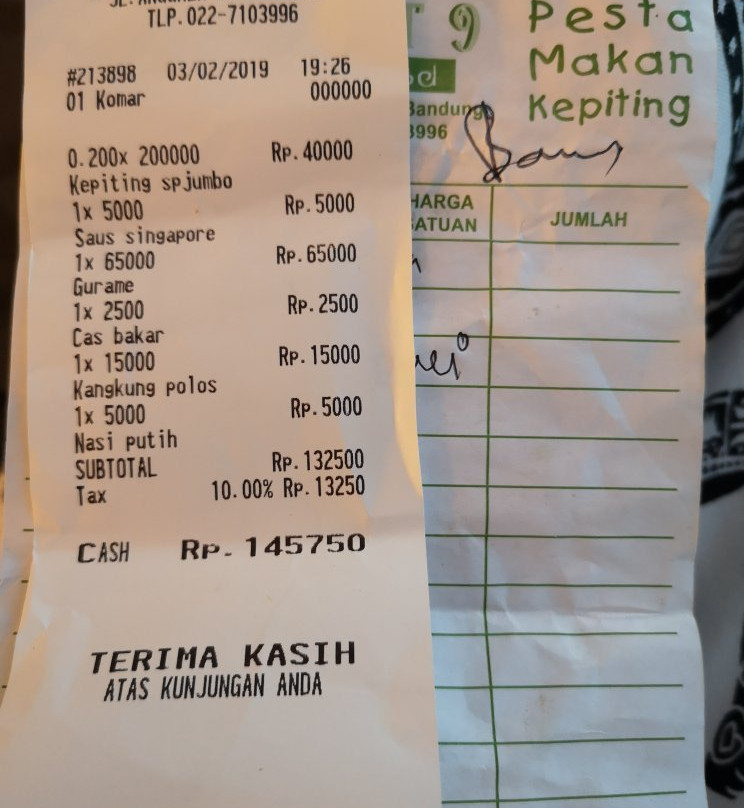 TLP.022-7103996
#213898 03/02/2019 19:26
01 Komar 000000
0.200x 200000 Rp.40000
Kepiting spjumbo
1x 5000 Rp.5000
Saus singapore
1x 65000 Rp.65000
Gurame
1x 2500 Rp.2500
Cas bakar
1x 15000 Rp.15000
Kangkung polos
1x 5000 Rp.5000
Nasi putih
SUBTOTAL Rp.132500
Tax 10.00% Rp.13250
CASH Rp.145750
TERIMA KASIH
ATAS KUNJUNGAN ANDA
9
Pesta
Makan
Kepiting
Bandung
3996
HARGA
SATUAN
JUMLAH